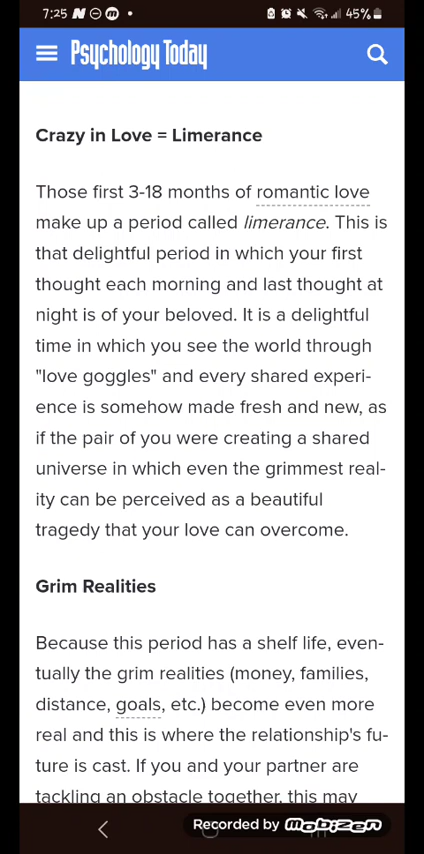 7:25
45%
Psychology Today
Crazy in Love = Limerance
Those first 3-18 months of romantic love
make up a period called limerance. This is
that delightful period in which your first
thought each morning and last thought at
night is of your beloved. It is a delightful
time in which you see the world through
"love goggles" and every shared experi-
ence is somehow made fresh and new, as
if the pair of you were creating a shared
universe in which even the grimmest real-
ity can be perceived as a beautiful
tragedy that your love can overcome.
Grim Realities
Because this period has a shelf life, even-
tually the grim realities (money, families,
distance, goals, etc.) become even more
real and this is where the relationship's fu-
ture is cast. If you and your partner are
tackling an obstacle together, this may
Recorded by mobizen